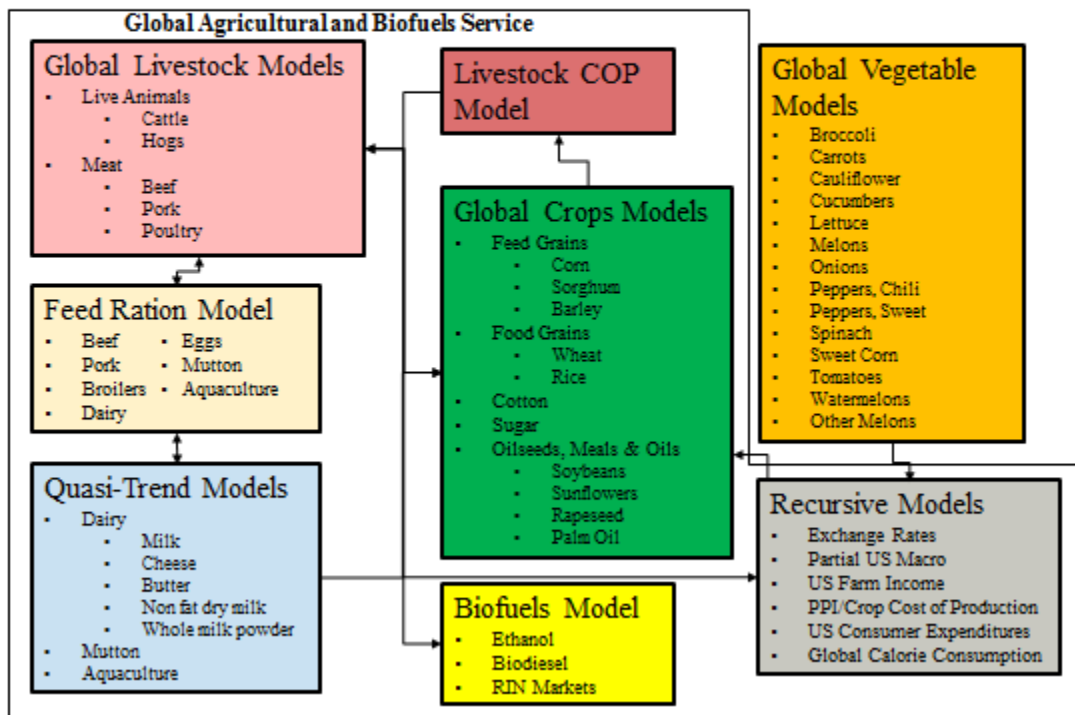 Global Agricultural and Biofuels Service
Global Livestock Models
▪ Live Animals
▪ Cattle
▪ Hogs
▪ Meat
▪ Beef
▪ Pork
▪ Poultry
Feed Ration Model
▪ Beef ▪ Eggs
▪ Pork ▪ Mutton
▪ Broilers ▪ Aquaculture
▪ Dairy
Quasi-Trend Models
▪ Dairy
▪ Milk
▪ Cheese
▪ Butter
▪ Non fat dry milk
▪ Whole milk powder
▪ Mutton
▪ Aquaculture
Livestock COP
Model
Global Crops Models
▪ Feed Grains
▪ Corn
▪ Sorghum
▪ Barley
▪ Food Grains
▪ Wheat
▪ Rice
▪ Cotton
▪ Sugar
▪ Oilseeds, Meals & Oils
▪ Soybeans
▪ Sunflowers
▪ Rapeseed
▪ Palm Oil
Biofuels Model
▪ Ethanol
▪ Biodiesel
▪ RIN Markets
Global Vegetable
Models
▪ Broccoli
▪ Carrots
▪ Cauliflower
▪ Cucumbers
▪ Lettuce
▪ Melons
▪ Onions
▪ Peppers, Chili
▪ Peppers, Sweet
▪ Spinach
▪ Sweet Corn
▪ Tomatoes
▪ Watermelons
▪ Other Melons
Recursive Models
▪ Exchange Rates
▪ Partial US Macro
▪ US Farm Income
▪ PPI/Crop Cost of Production
▪ US Consumer Expenditures
▪ Global Calorie Consumption